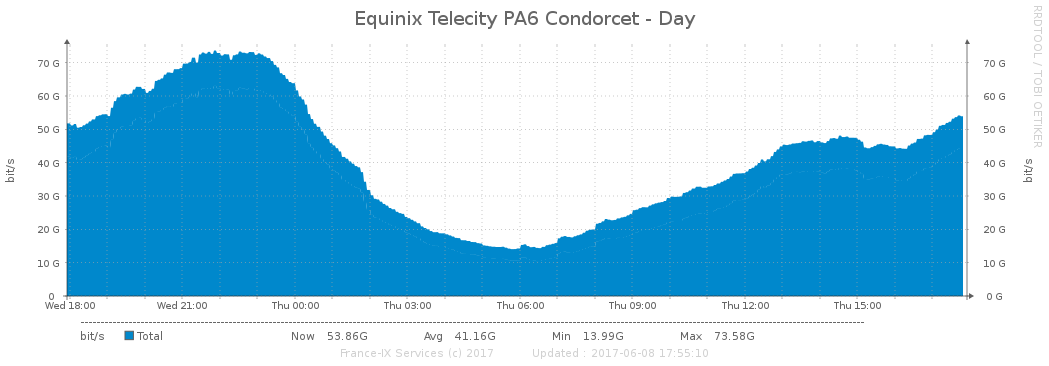 Equinix Telecity PA6 Condorcet - Day
RRDTOOL / TOBI OETIKER
bit/s
70 G 70 G
60 G 60 G
50 G 50 G
40 G 40 G
30 G 30 G
20 G 20 G
10 G 10 G
0 0 G
bit/s
Wed 18:00 Wed 21:00 Thu 00:00 Thu 03:00 Thu 06:00 Thu 09:00 Thu 12:00 Thu 15:00
bit/s Total Now 53.86G Avg 41.16G Min 13.99G Max 73.58G
France-IX Services (c) 2017 Updated : 2017-06-08 17:55:10